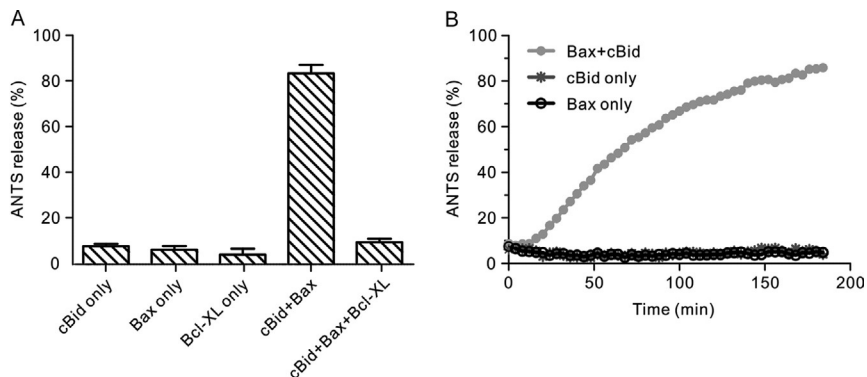 A
ANTS release (%)
100
80
60
40
20
0
cBid only
Bax only
Bcl-XL only
cBid+Bax
cBid+Bax+Bcl-XL
B
ANTS release (%)
100
80
60
40
20
0
Bax+cBid
cBid only
Bax only
0
50
100
150
200
Time (min)